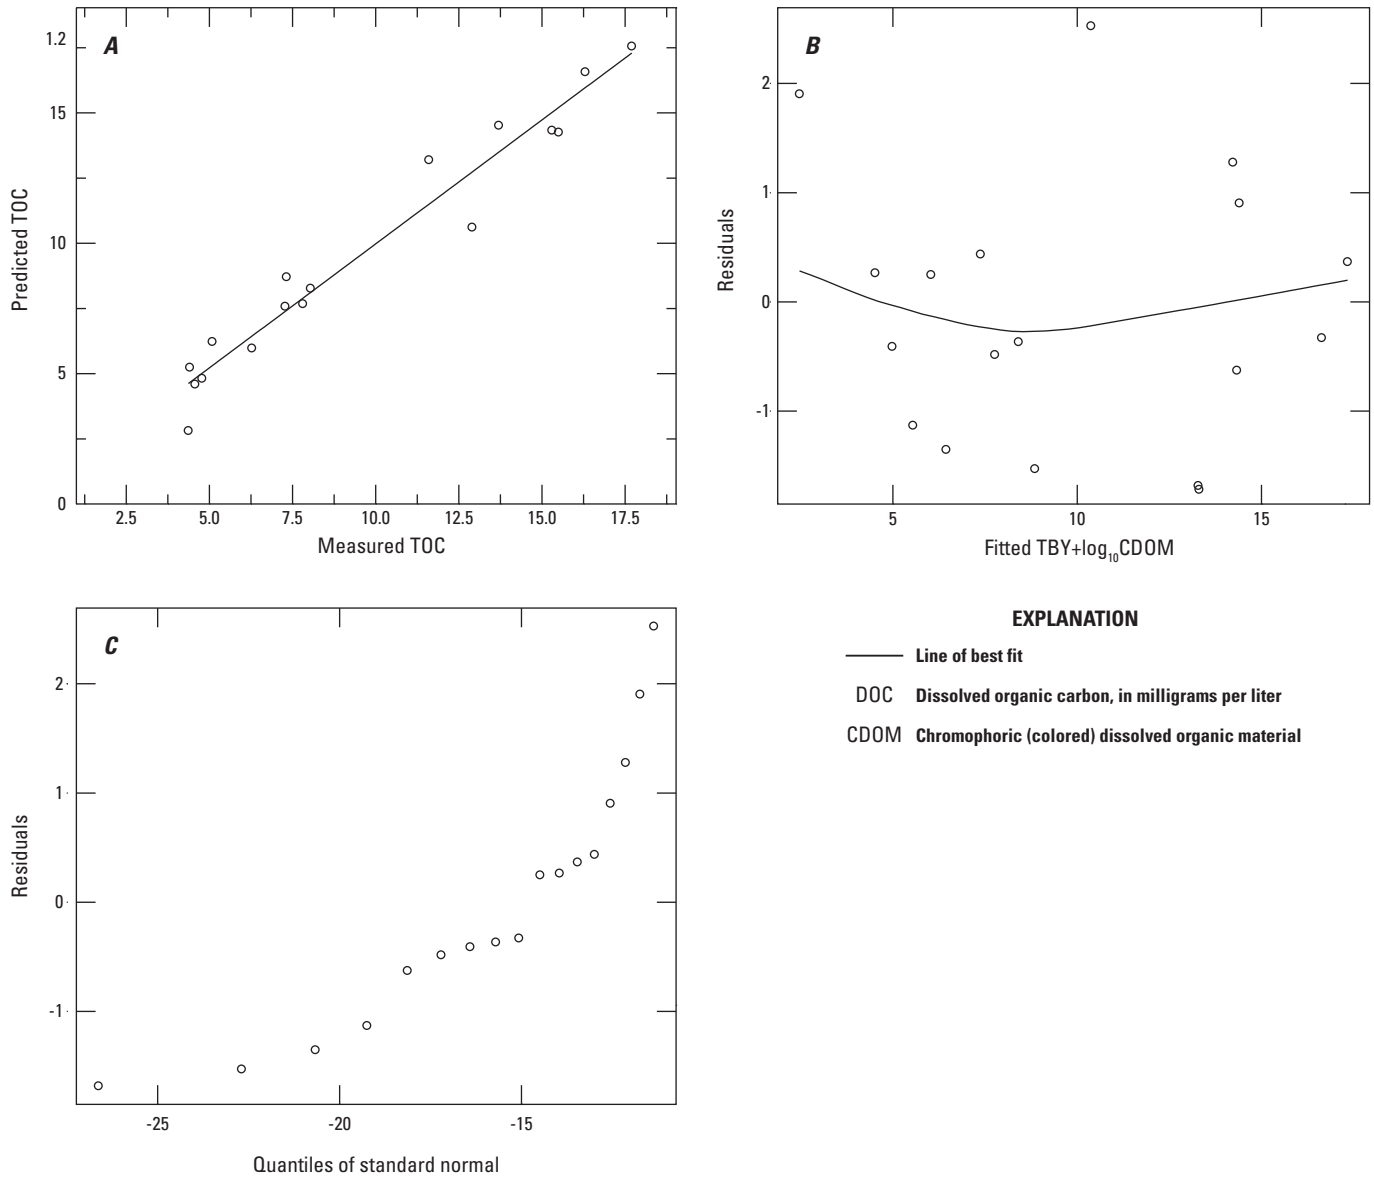 A
1.2
15
10
5
0
Predicted TOC
2.5 5.0 7.5 10.0 12.5 15.0 17.5
Measured TOC
B
2
1
0
-1
Residuals
5 10 15
Fitted TBY+log₁₀CDOM
C
2
1
0
-1
Residuals
-25 -20 -15
Quantiles of standard normal
EXPLANATION
Line of best fit
DOC Dissolved organic carbon, in milligrams per liter
CDOM Chromophoric (colored) dissolved organic material